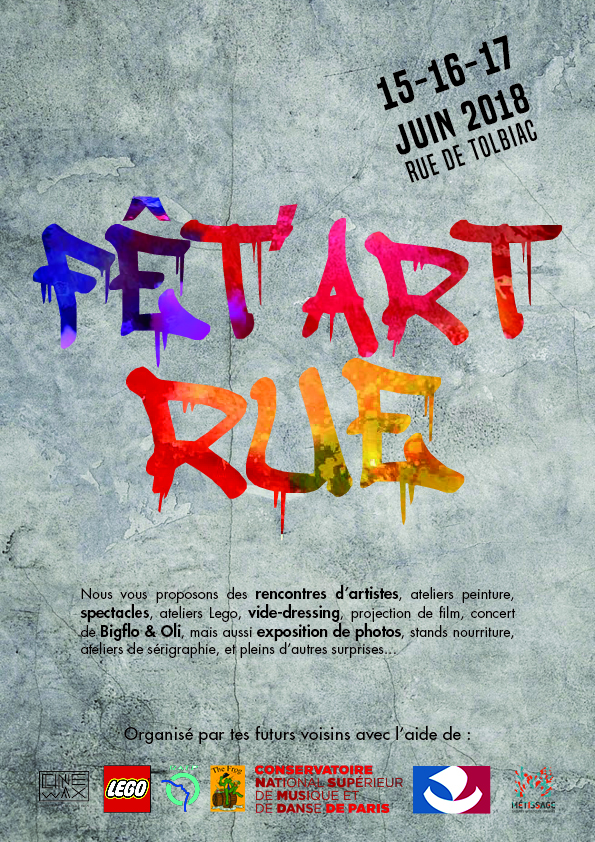 15-16-17
JUIN 2018
RUE DE TOLBIAC
FÊT'ART
RUE
Nous vous proposons des rencontres d'artistes, ateliers peinture,
spectacles, ateliers Lego, vide-dressing, projection de film, concert
de Bigflo & Oli, mais aussi exposition de photos, stands nourriture,
ateliers de sérigraphie, et pleins d'autres surprises...
Organisé par tes futurs voisins avec l'aide de :
CINE
WAX
LEGO
RATP
The Frog
CONSERVATOIRE
NATIONAL SUPÉRIEUR
DE MUSIQUE ET
DE DANSE DE PARIS
MÉTISSAGE